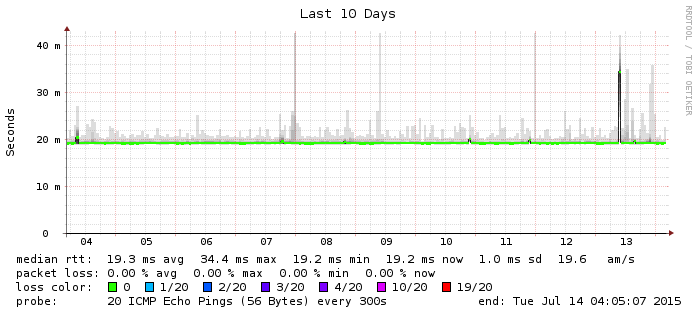 Last 10 Days
RRDTOOL / TOBI OETIKER
Seconds
40 m
30 m
20 m
10 m
0
04 05 06 07 08 09 10 11 12 13
median rtt: 19.3 ms avg 34.4 ms max 19.2 ms min 19.2 ms now 1.0 ms sd 19.6 am/s
packet loss: 0.00 % avg 0.00 % max 0.00 % min 0.00 % now
loss color: 0 1/20 2/20 3/20 4/20 10/20 19/20
probe: 20 ICMP Echo Pings (56 Bytes) every 300s end: Tue Jul 14 04:05:07 2015